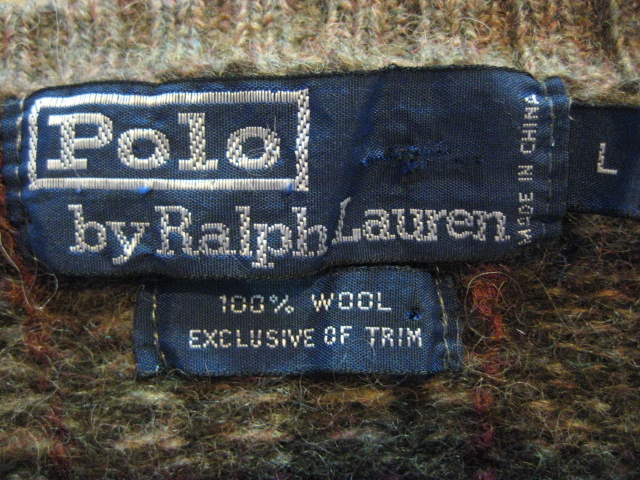 Polo
by Ralph Lauren
MADE IN CHINA
L
100% WOOL
EXCLUSIVE OF TRIM